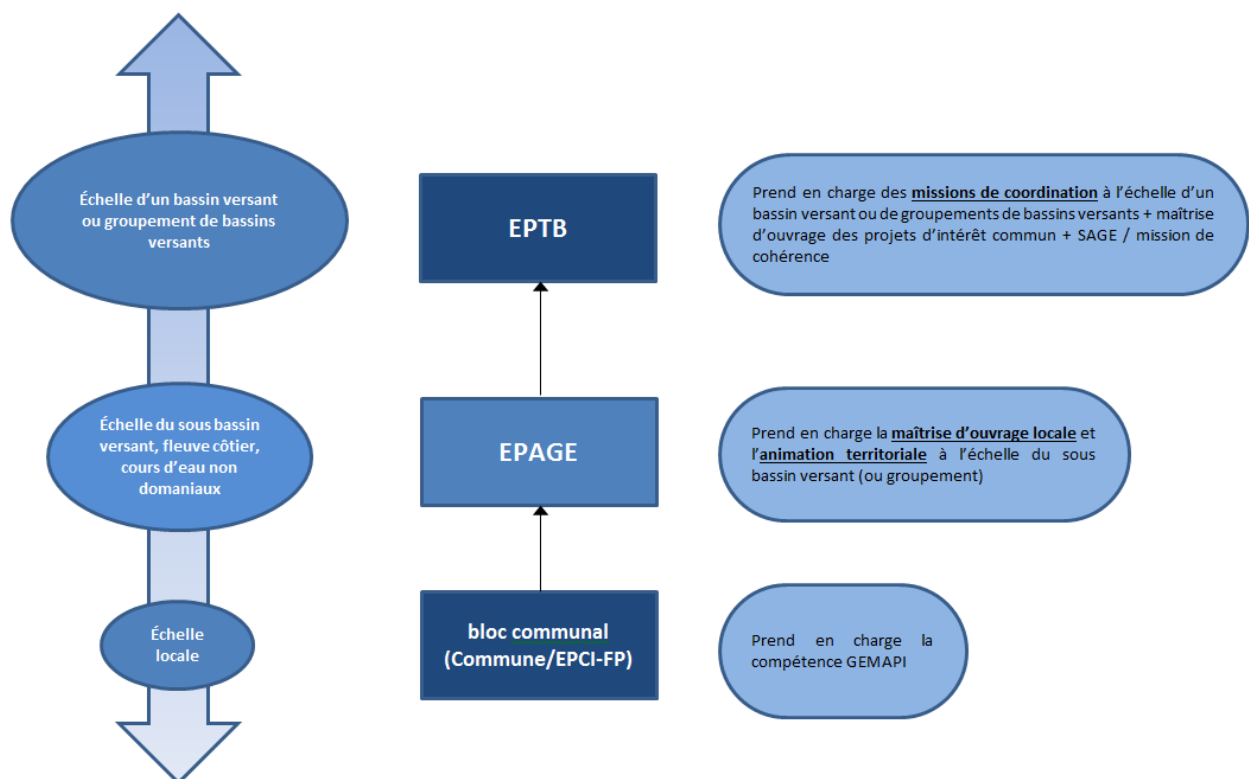 Échelle d’un bassin versant
ou groupement de bassins
versants
EPTB
Prend en charge des missions de coordination à l’échelle d’un
bassin versant ou de groupements de bassins versants + maîtrise
d’ouvrage des projets d’intérêt commun + SAGE / mission de
cohérence
Échelle du sous bassin
versant, fleuve côtier,
cours d’eau non
domaniaux
EPAGE
Prend en charge la maîtrise d’ouvrage locale et
l’animation territoriale à l’échelle du sous
bassin versant (ou groupement)
Échelle
locale
bloc communal
(Commune/EPCI-FP)
Prend en charge la
compétence GEMAPI